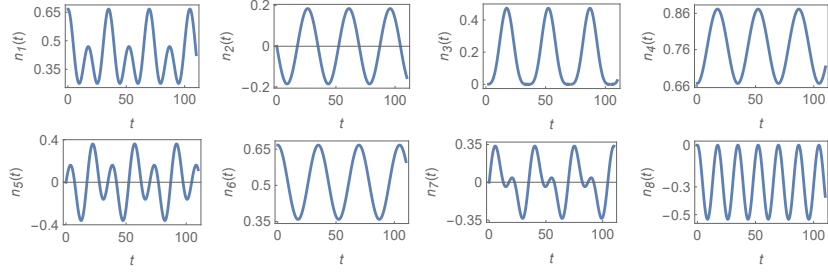 n1(t) 0.65 0.55 0.45 0.35 0 50 100 t
n2(t) 0.2 0 −0.2 0 50 100 t
n3(t) 0.4 0.2 0 0 50 100 t
n4(t) 0.86 0.76 0.66 0 50 100 t
n5(t) 0.4 0 −0.4 0 50 100 t
n6(t) 0.65 0.5 0.35 0 50 100 t
n7(t) 0.35 0 −0.35 0 50 100 t
n8(t) 0 −0.3 −0.5 0 50 100 t